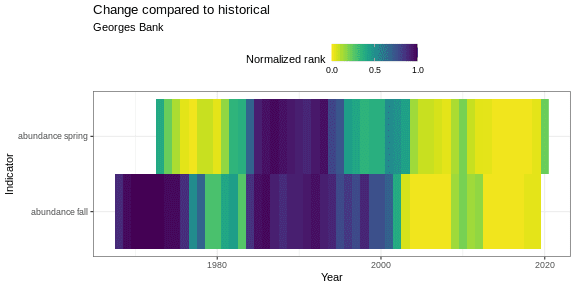 Change compared to historical
Georges Bank
Normalized rank
0.0 0.5 1.0
Indicator
abundance spring
abundance fall
1980 2000 2020
Year